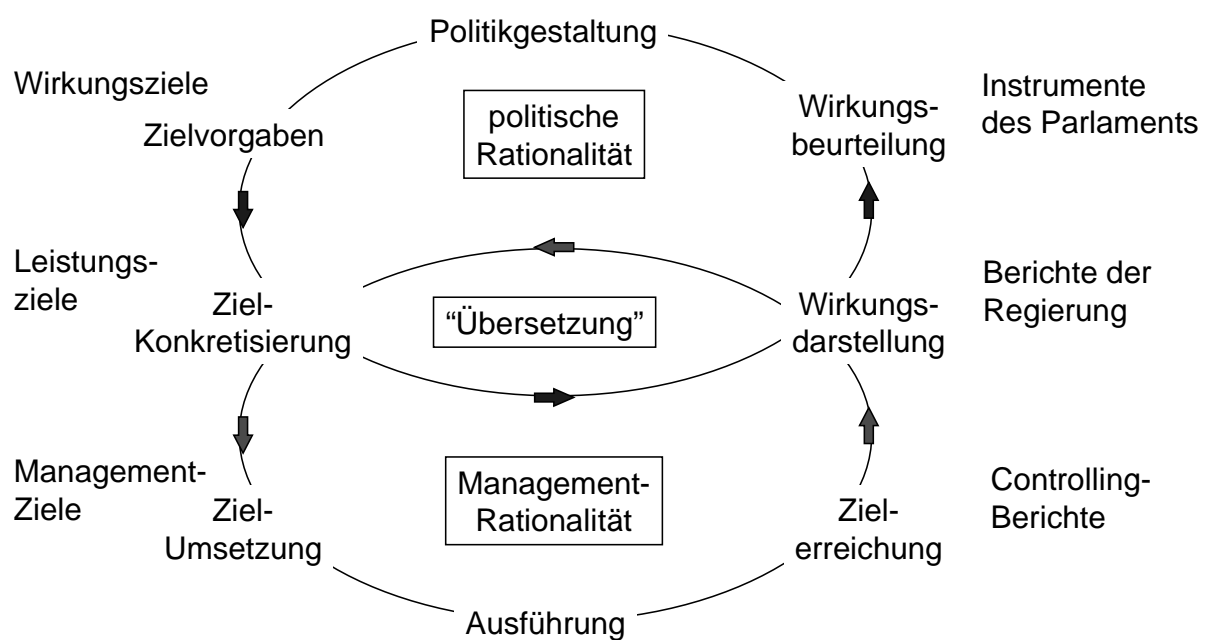 Politikgestaltung
Wirkungsziele
Zielvorgaben
politische
Rationalität
Wirkungs-
beurteilung
Instrumente
des Parlaments
Leistungs-
ziele
Ziel-
Konkretisierung
“Übersetzung”
Wirkungs-
darstellung
Berichte der
Regierung
Management-
Ziele
Ziel-
Umsetzung
Management-
Rationalität
Ziel-
erreichung
Controlling-
Berichte
Ausführung